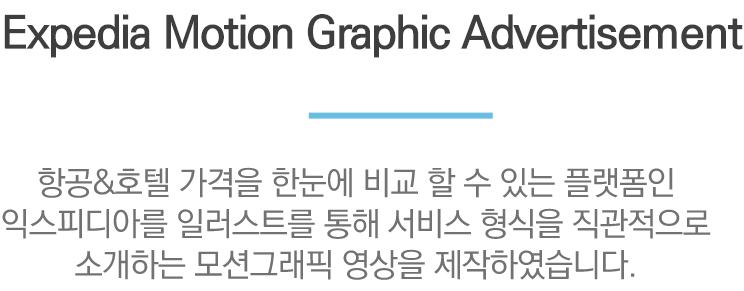 Expedia Motion Graphic Advertisement
항공&호텔 가격을 한눈에 비교 할 수 있는 플랫폼인
익스피디아를 일러스트를 통해 서비스 형식을 직관적으로
소개하는 모션그래픽 영상을 제작하였습니다.